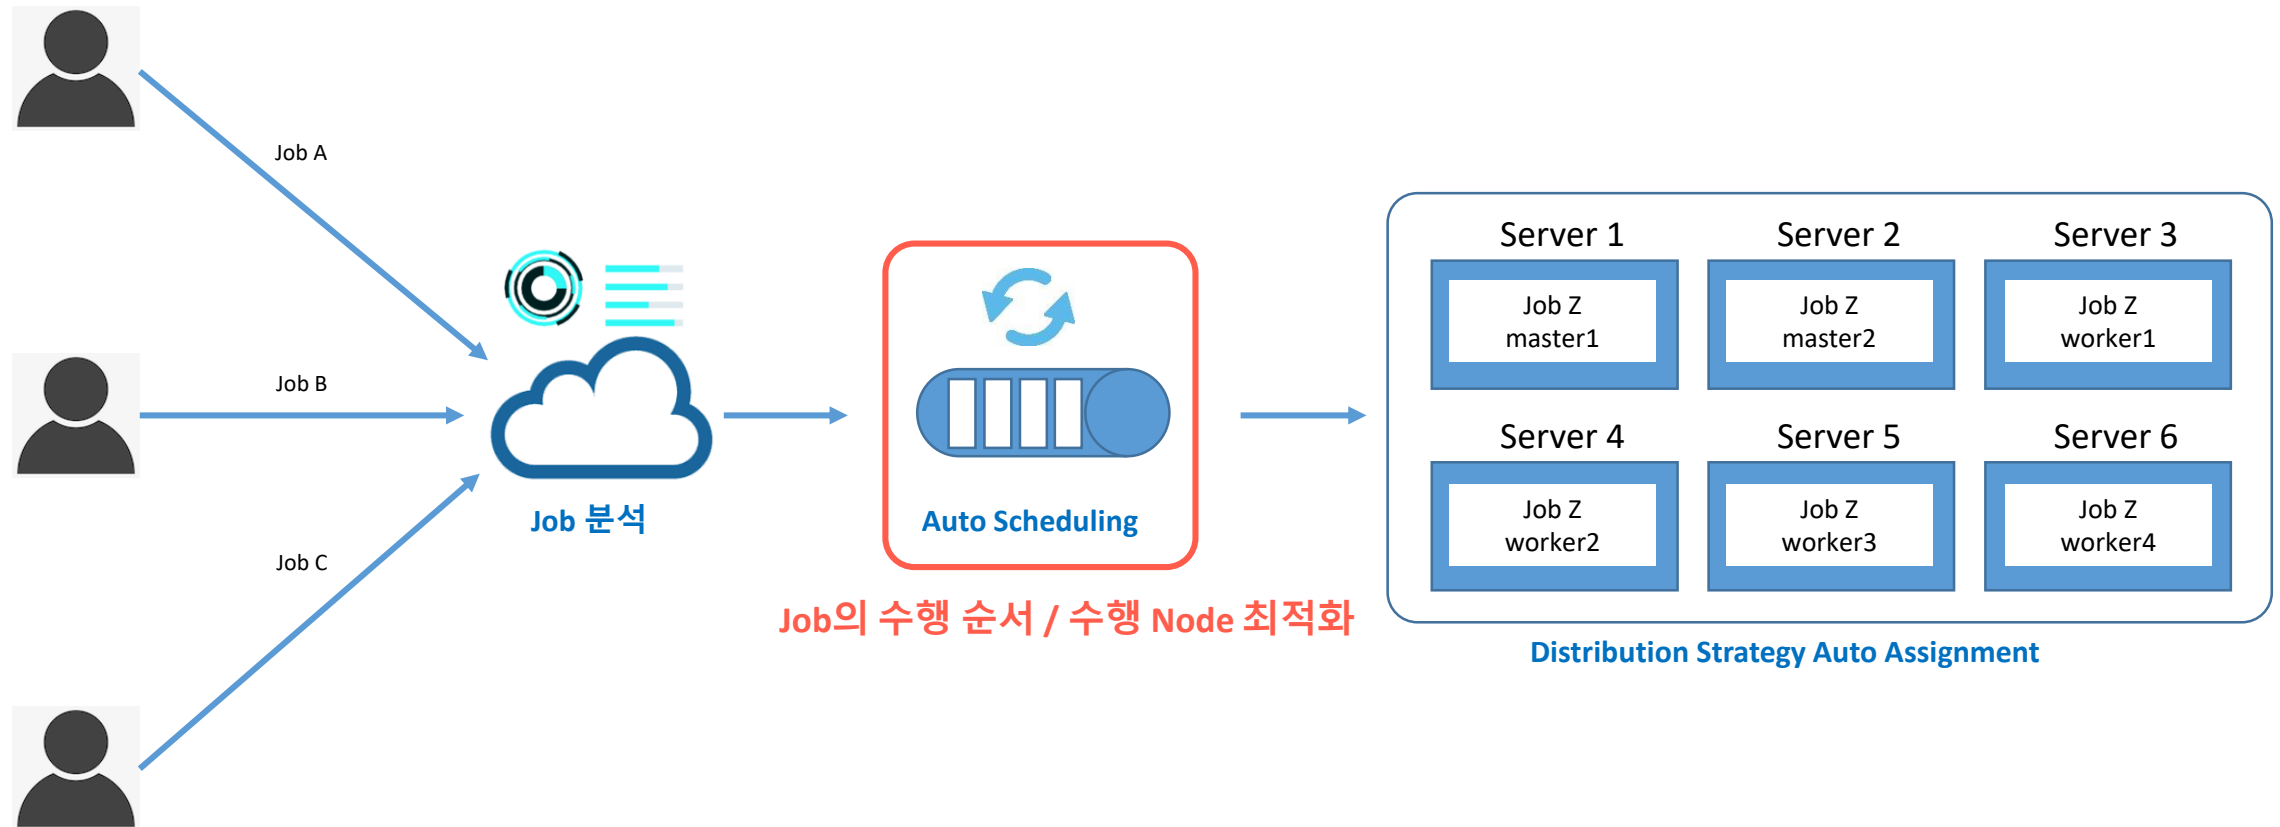 Job A
Job B
Job C
Job 분석
Auto Scheduling
Job의 수행 순서 / 수행 Node 최적화
Server 1
Job Z
master1
Server 2
Job Z
master2
Server 3
Job Z
worker1
Server 4
Job Z
worker2
Server 5
Job Z
worker3
Server 6
Job Z
worker4
Distribution Strategy Auto Assignment